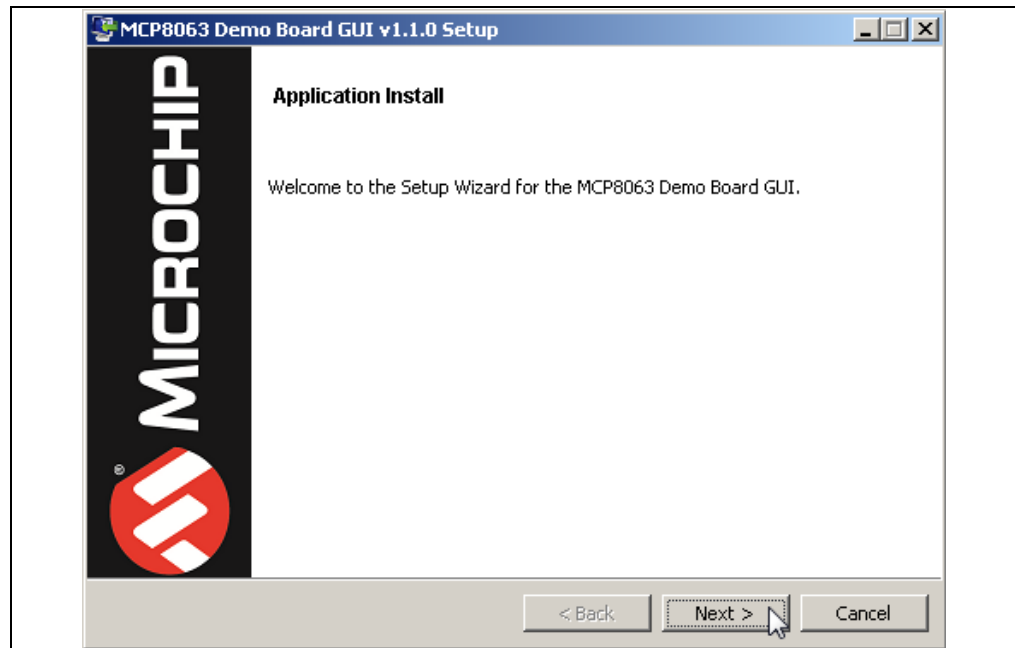 MCP8063 Demo Board GUI v1.1.0 Setup
MICROCHIP
®
Application Install
Welcome to the Setup Wizard for the MCP8063 Demo Board GUI.
< Back
Next >
Cancel